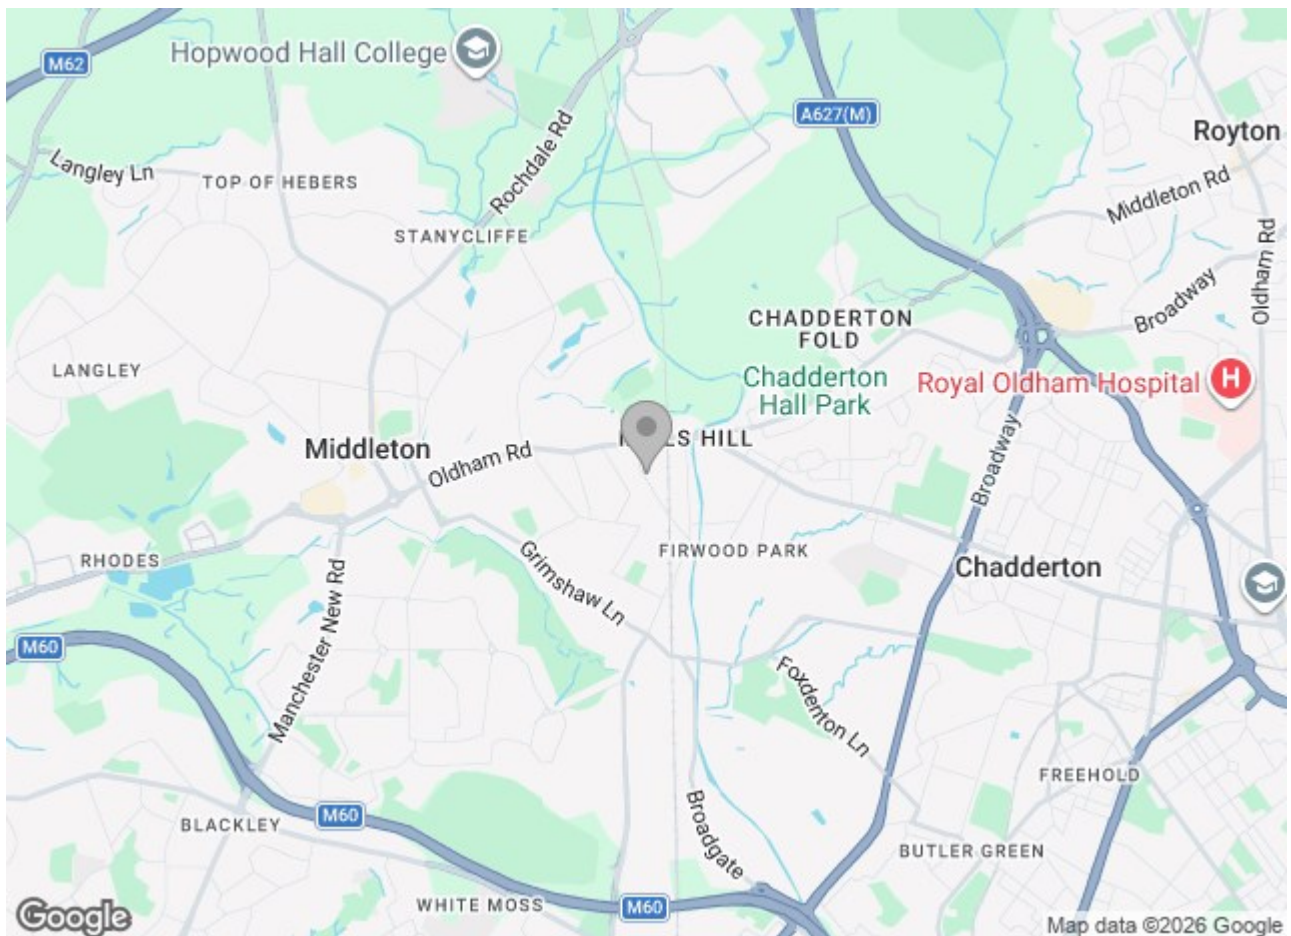 Hopwood Hall College
M62
A627(M)
Royton
Langley Ln
TOP OF HEBERS
Rochdale Rd
Middleton Rd
STANYCLIFFE
Oldham Rd
Broadway
CHADDERTON
FOLD
LANGLEY
Chadderton
Hall Park
Royal Oldham Hospital
H
Middleton
Oldham Rd
HILL
Broadway
RHODES
FIRWOOD PARK
Grimshaw Ln
Chadderton
Manchester New Rd
M60
Foxdenton Ln
FREEHOLD
M60
BLACKLEY
Broadgate
BUTLER GREEN
WHITE MOSS
M60
Google
Map data ©2026 Google